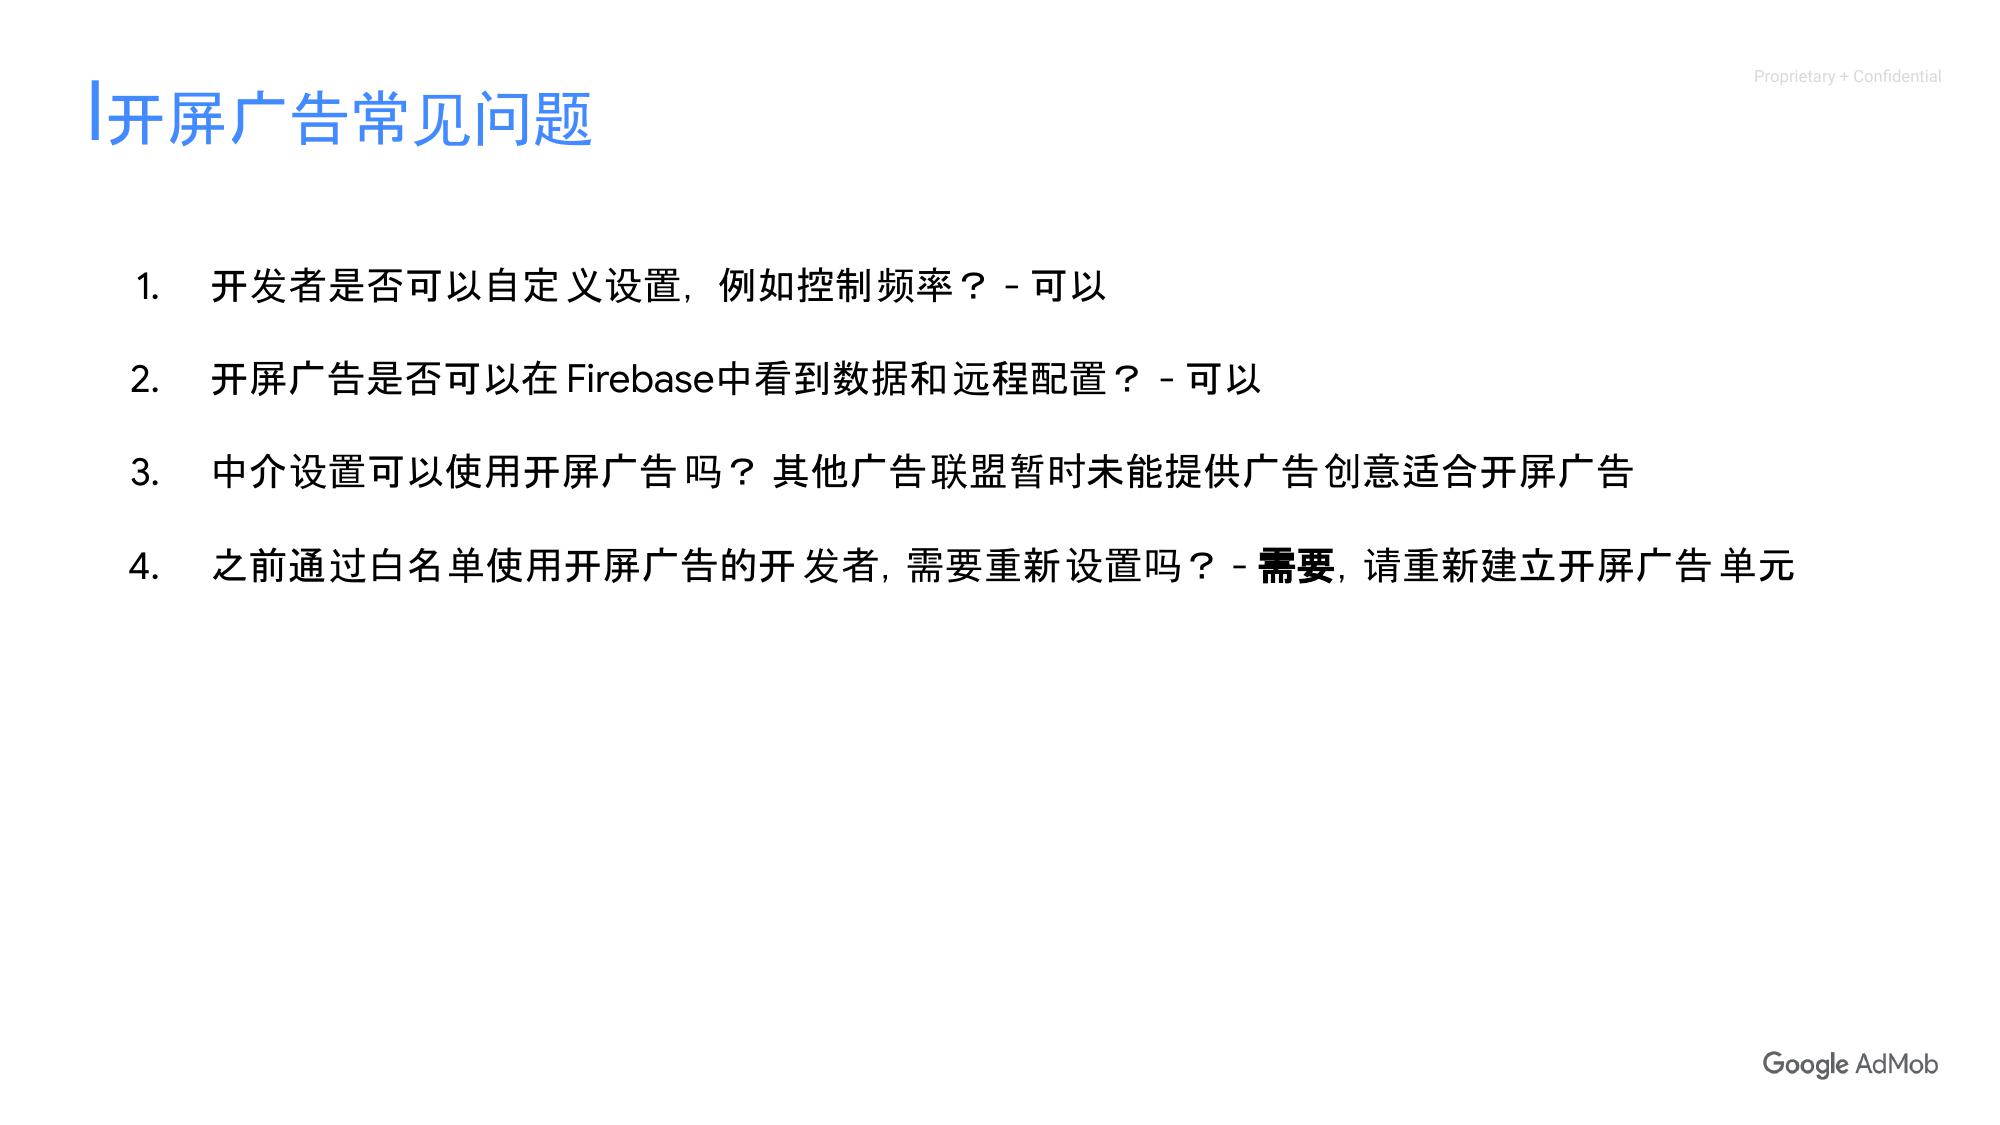 Proprietary + Confidential
开屏广告常见问题
1. 开发者是否可以自定义设置，例如控制频率？ - 可以
2. 开屏广告是否可以在 Firebase中看到数据和远程配置？ - 可以
3. 中介设置可以使用开屏广告吗？ 其他广告联盟暂时未能提供广告创意适合开屏广告
4. 之前通过白名单使用开屏广告的开发者，需要重新设置吗？ - 需要，请重新建立开屏广告单元
Google AdMob